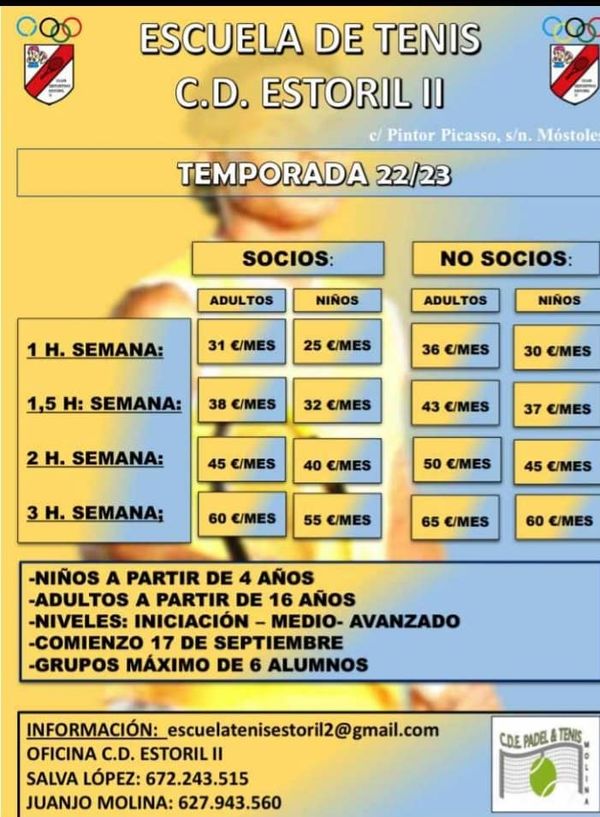 ESCUELA DE TENIS
C.D. ESTORIL II
c/ Pintor Picasso, s/n. Móstoles
TEMPORADA 22/23
SOCIOS: NO SOCIOS:
ADULTOS NIÑOS ADULTOS NIÑOS
1 H. SEMANA: 31 €/MES 25 €/MES 36 €/MES 30 €/MES
1,5 H: SEMANA: 38 €/MES 32 €/MES 43 €/MES 37 €/MES
2 H. SEMANA: 45 €/MES 40 €/MES 50 €/MES 45 €/MES
3 H. SEMANA; 60 €/MES 55 €/MES 65 €/MES 60 €/MES
-NIÑOS A PARTIR DE 4 AÑOS
-ADULTOS A PARTIR DE 16 AÑOS
-NIVELES: INICIACIÓN – MEDIO- AVANZADO
-COMIENZO 17 DE SEPTIEMBRE
-GRUPOS MÁXIMO DE 6 ALUMNOS
INFORMACIÓN: escuelatenisestoril2@gmail.com
OFICINA C.D. ESTORIL II
SALVA LÓPEZ: 672.243.515
JUANJO MOLINA: 627.943.560
C.D.E. PADEL & TENIS
MOLINA